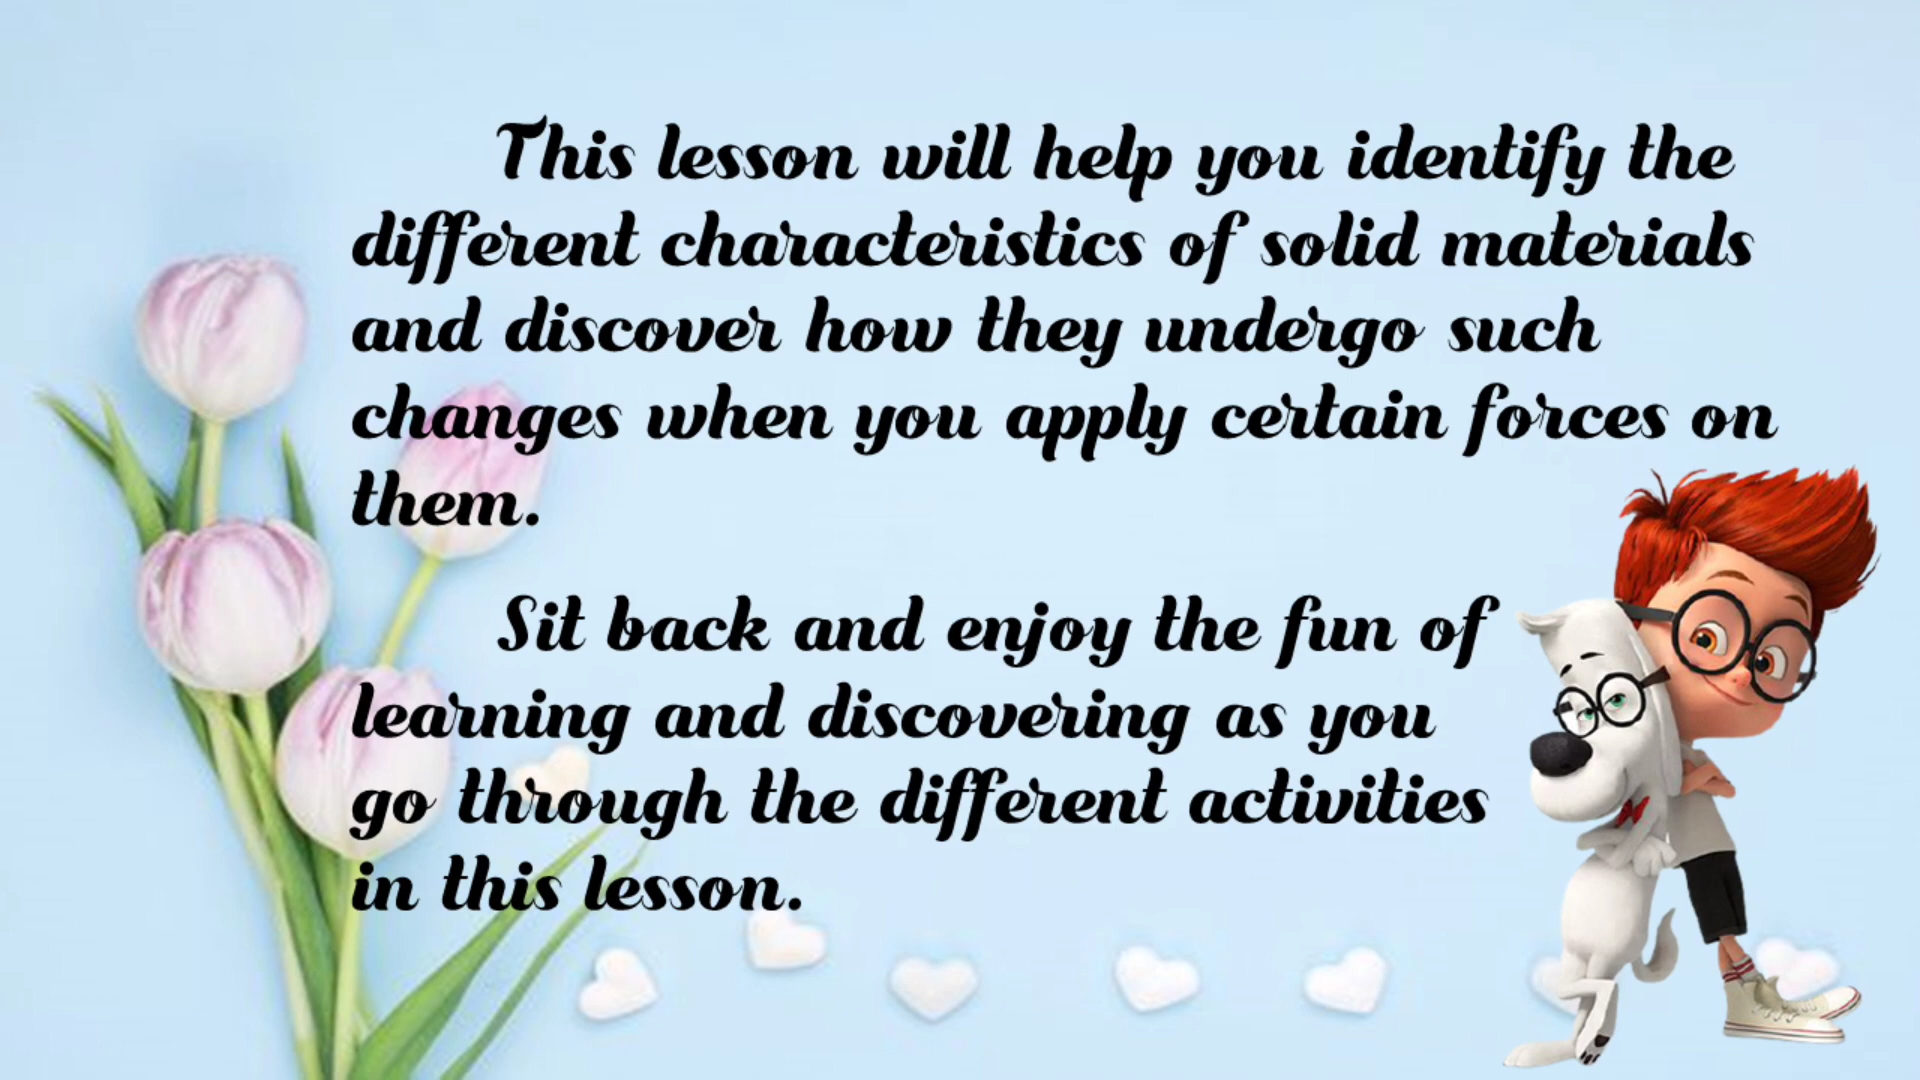 This lesson will help you identify the
different characteristics of solid materials
and discover how they undergo such
changes when you apply certain forces on
them.
Sit back and enjoy the fun of
learning and discovering as you
go through the different activities
in this lesson.